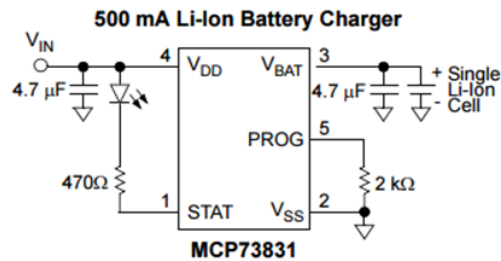 500 mA Li-Ion Battery Charger
VIN
4 VDD VBAT 3
4.7 µF
4.7 µF
+ Single
Li-Ion
- Cell
PROG 5
470Ω
2 kΩ
1 STAT VSS 2
MCP73831